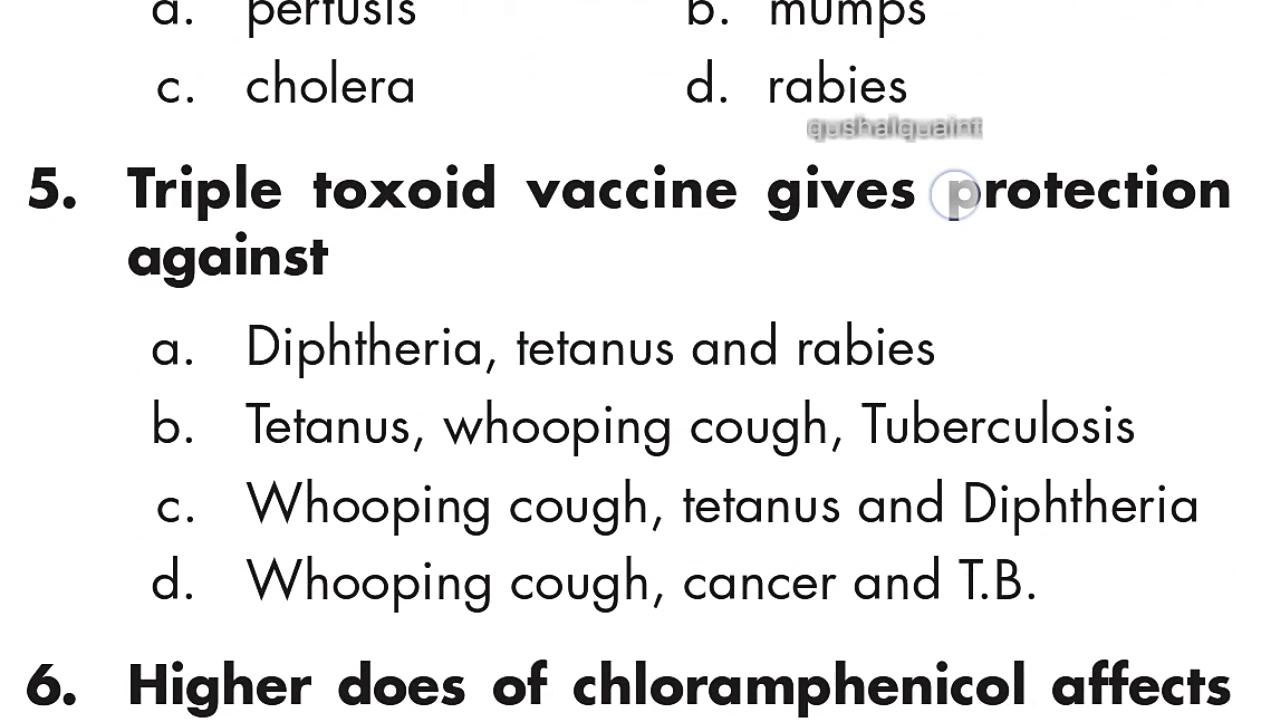 a. pertusis b. mumps
c. cholera d. rabies
qushalquaint
5. Triple toxoid vaccine gives protection
against
a. Diphtheria, tetanus and rabies
b. Tetanus, whooping cough, Tuberculosis
c. Whooping cough, tetanus and Diphtheria
d. Whooping cough, cancer and T.B.
6. Higher does of chloramphenicol affects